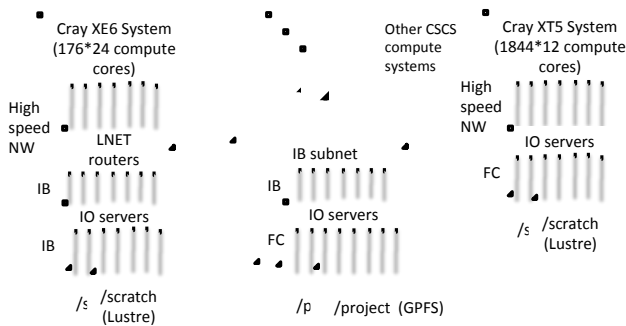 Cray XE6 System
(176*24 compute
cores)
High
speed
NW
LNET
routers
IB
IO servers
IB
/s
/scratch
(Lustre)
Other CSCS
compute
systems
IB subnet
IB
IO servers
FC
/p
/project (GPFS)
Cray XT5 System
(1844*12 compute
cores)
High
speed
NW
IO servers
FC
/s
/scratch
(Lustre)